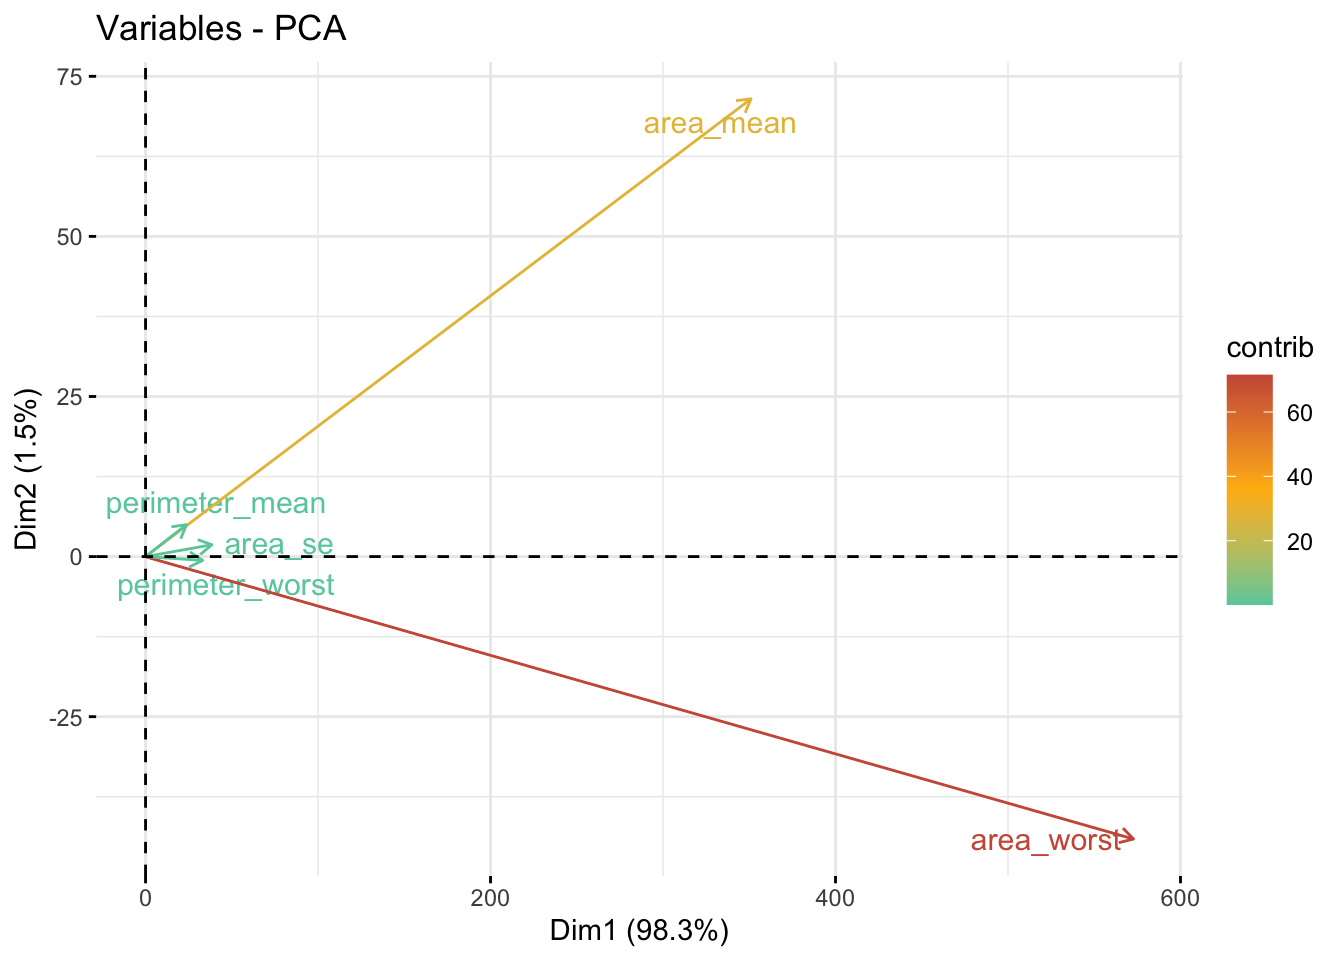 Variables - PCA
75
50
25
0
-25
Dim2 (1.5%)
area_mean
perimeter_mean
area_se
perimeter_worst
area_worst
0
200
400
600
Dim1 (98.3%)
contrib
60
40
20